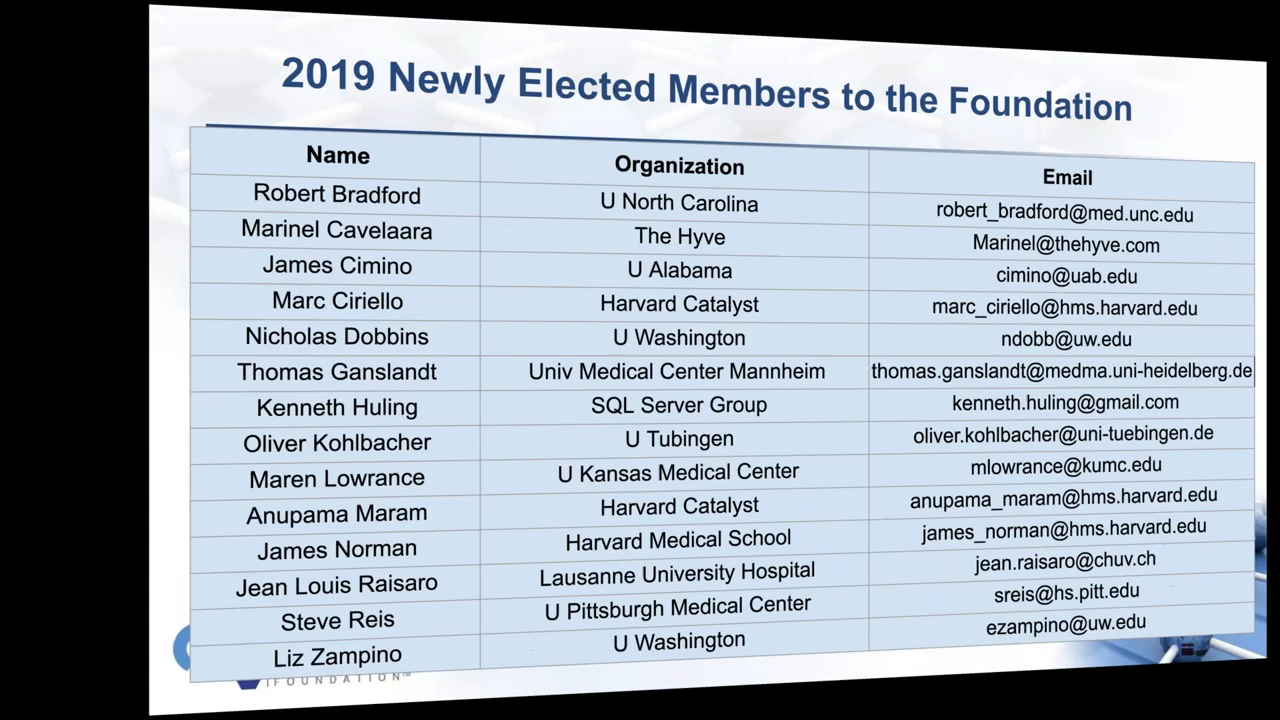 2019 Newly Elected Members to the Foundation
Name Organization Email
Robert Bradford U North Carolina robert_bradford@med.unc.edu
Marinel Cavelaara The Hyve Marinel@thehyve.com
James Cimino U Alabama cimino@uab.edu
Marc Ciriello Harvard Catalyst marc_ciriello@hms.harvard.edu
Nicholas Dobbins U Washington ndobb@uw.edu
Thomas Ganslandt Univ Medical Center Mannheim thomas.ganslandt@medma.uni-heidelberg.de
Kenneth Huling SQL Server Group kenneth.huling@gmail.com
Oliver Kohlbacher U Tubingen oliver.kohlbacher@uni-tuebingen.de
Maren Lowrance U Kansas Medical Center mlowrance@kumc.edu
Anupama Maram Harvard Catalyst anupama_maram@hms.harvard.edu
James Norman Harvard Medical School james_norman@hms.harvard.edu
Jean Louis Raisaro Lausanne University Hospital jean.raisaro@chuv.ch
Steve Reis U Pittsburgh Medical Center sreis@hs.pitt.edu
Liz Zampino U Washington ezampino@uw.edu
FOUNDATION™